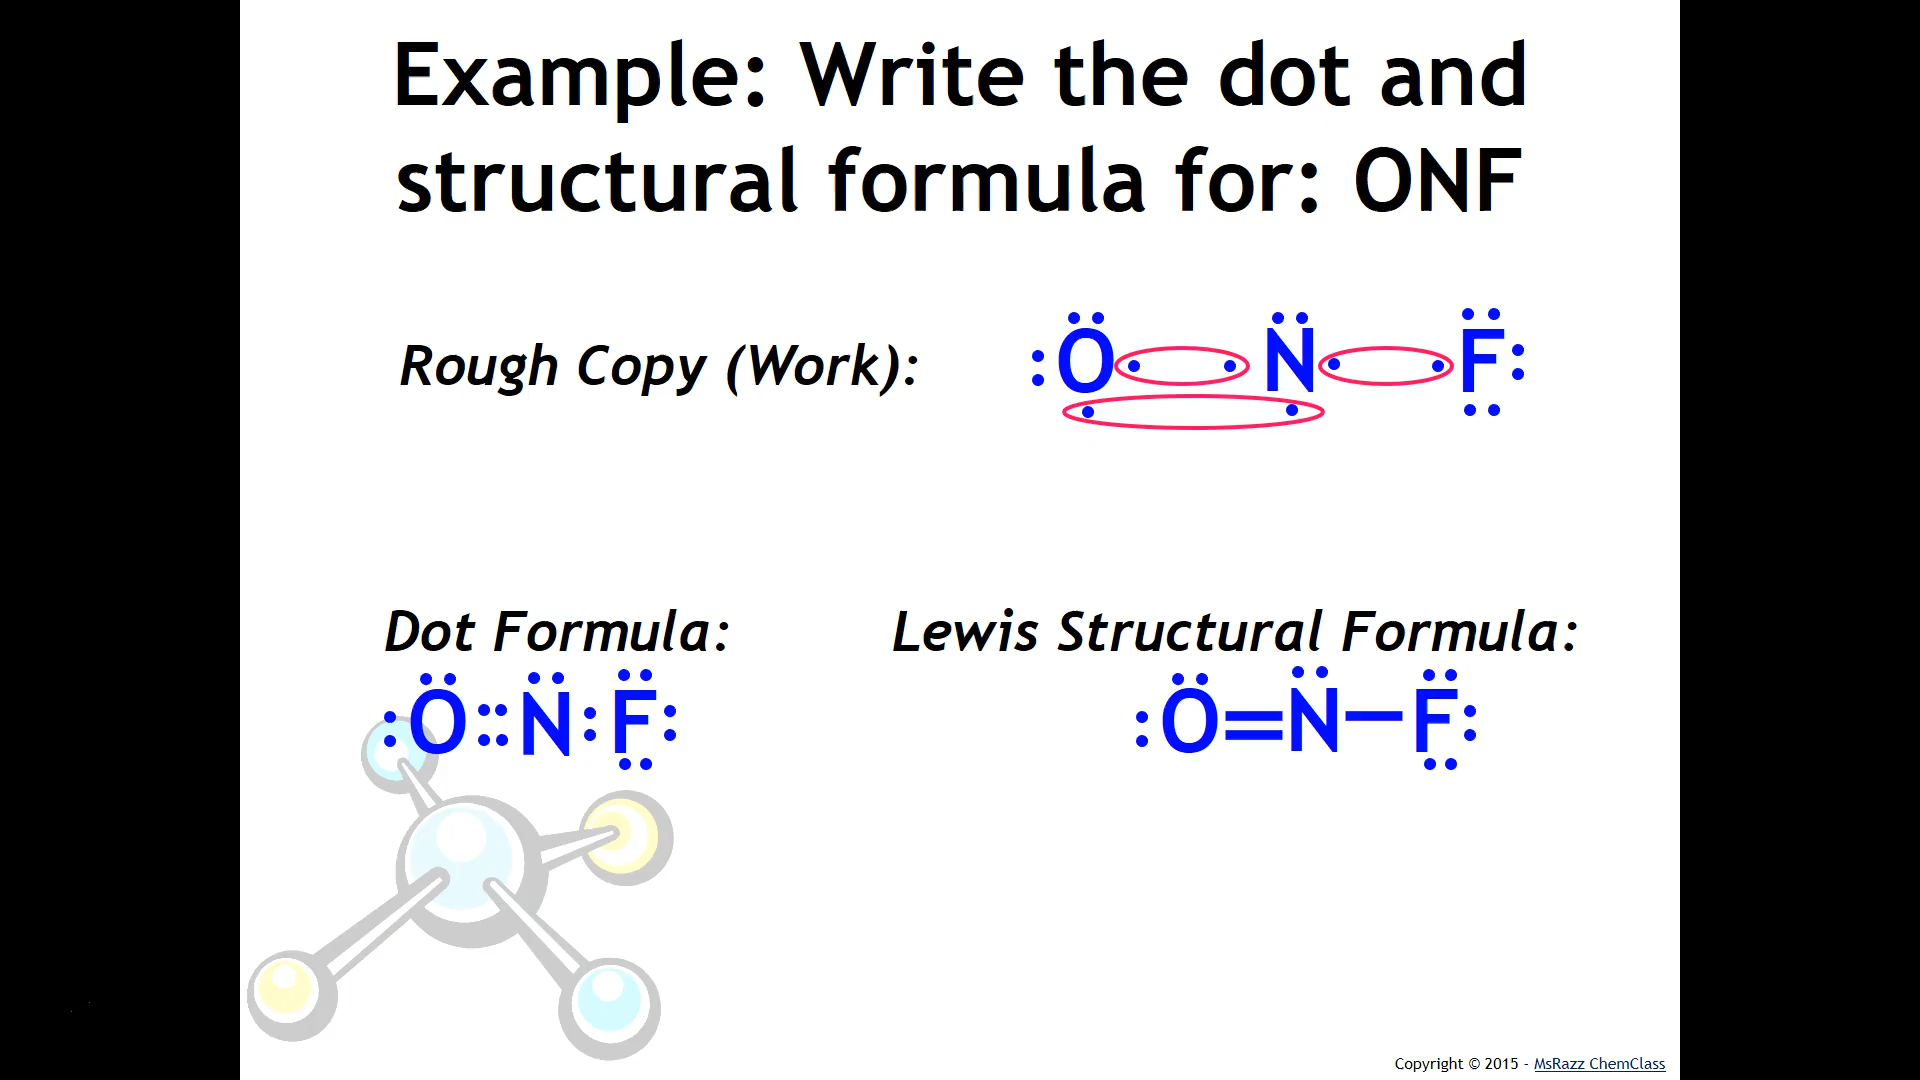 Example: Write the dot and
structural formula for: ONF
Rough Copy (Work): O N F
Dot Formula: Lewis Structural Formula:
:O::N:F: :O=N—F:
Copyright © 2015 - MsRazz ChemClass